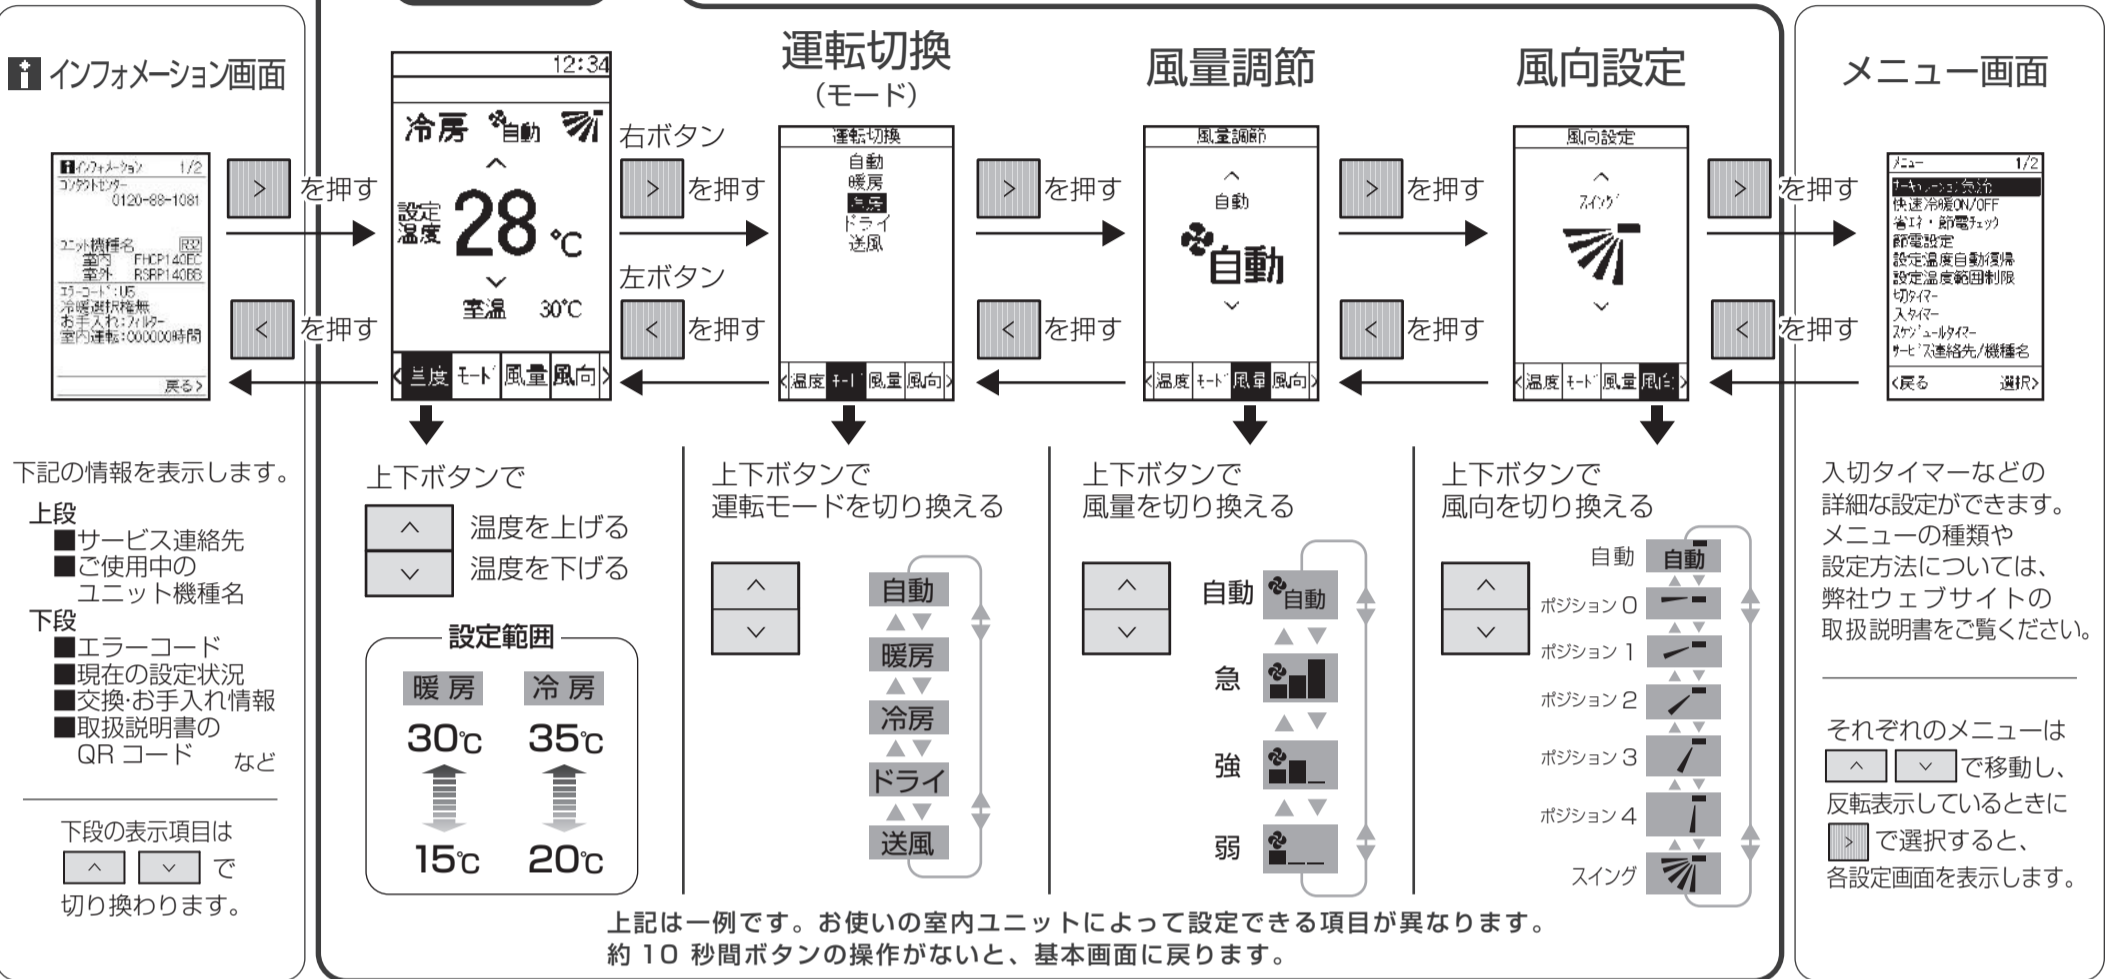 インフォメーション画面
インフォメーション 1/2
コンタクトセンター
0120-88-1081
ユニット機種名 R32
室内 FHCP140EC
室外 RSRP140BB
エラーコード:U5
冷暖選択権無
お手入れ:フィルター
室内運転:000000時間
戻る>
> を押す
< を押す
下記の情報を表示します。
上段
■サービス連絡先
■ご使用中の
ユニット機種名
下段
■エラーコード
■現在の設定状況
■交換・お手入れ情報
■取扱説明書の
QR コード など
下段の表示項目は
で
切り換わります。
12:34
冷房 自動
設定
温度
28℃
室温 30℃
モード 風量 風向
右ボタン
> を押す
左ボタン
< を押す
上下ボタンで
温度を上げる
温度を下げる
設定範囲
暖房 冷房
30℃ 35℃
15℃ 20℃
運転切換
(モード)
運転切換
自動
暖房
冷房
ドライ
送風
<温度 モード 風量 風向>
> を押す
< を押す
上下ボタンで
運転モードを切り換える
自動
暖房
冷房
ドライ
送風
風量調節
風量調節
自動
自動
<温度 モード 風量 風向>
> を押す
< を押す
上下ボタンで
風量を切り換える
自動 自動
急
強
弱
風向設定
風向設定
スイング
<温度 モード 風量 風向>
> を押す
< を押す
上下ボタンで
風向を切り換える
自動 自動
ポジション 0
ポジション 1
ポジション 2
ポジション 3
ポジション 4
スイング
上記は一例です。お使いの室内ユニットによって設定できる項目が異なります。
約 10 秒間ボタンの操作がないと、基本画面に戻ります。
メニュー画面
メニュー 1/2
サーキュレーション気流
快速冷暖ON/OFF
省エネ・節電チェック
節電設定
設定温度自動復帰
設定温度範囲制限
切タイマー
入タイマー
スケジュールタイマー
サービス連絡先/機種名
<戻る 選択>
入切タイマーなどの
詳細な設定ができます。
メニューの種類や
設定方法については、
弊社ウェブサイトの
取扱説明書をご覧ください。
それぞれのメニューは
で移動し、
反転表示しているときに
> で選択すると、
各設定画面を表示します。